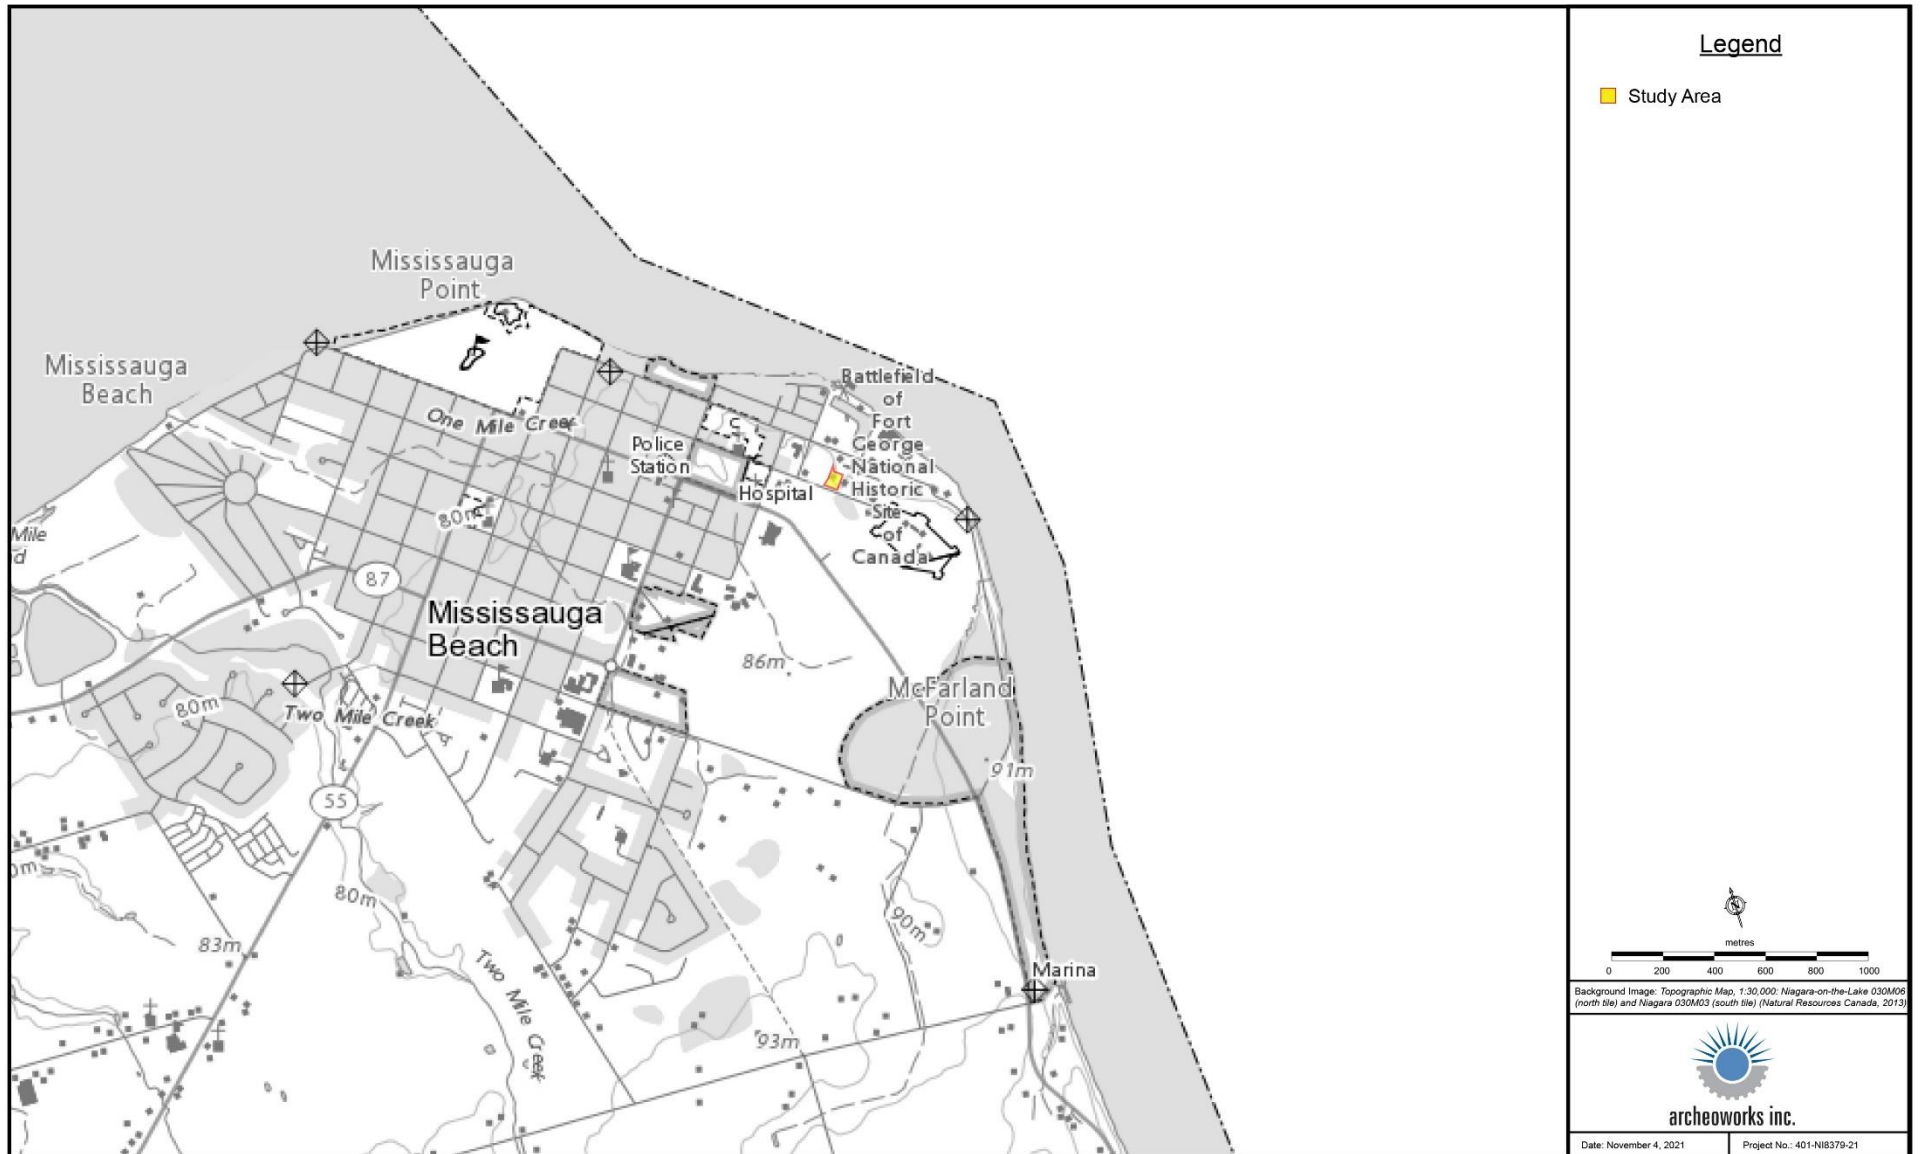 Legend
Study Area
Mississauga
Point
Mississauga
Beach
Battlefield
of
Fort
George
National
Historic
Site
of
Canada
One Mile Creek
C
Police
Station
Hospital
80m
Mile
87
Mississauga
Beach
86m
McFarland
Point
80m
Two Mile Creek
91m
55
80m
90m
83m
Two Mile Creek
Marina
93m
N
metres
0 200 400 600 800 1000
Background Image: Topographic Map, 1:30,000: Niagara-on-the-Lake 030M06
(north tile) and Niagara 030M03 (south tile) (Natural Resources Canada, 2013)
archeoworks inc.
Date: November 4, 2021
Project No.: 401-NI8379-21